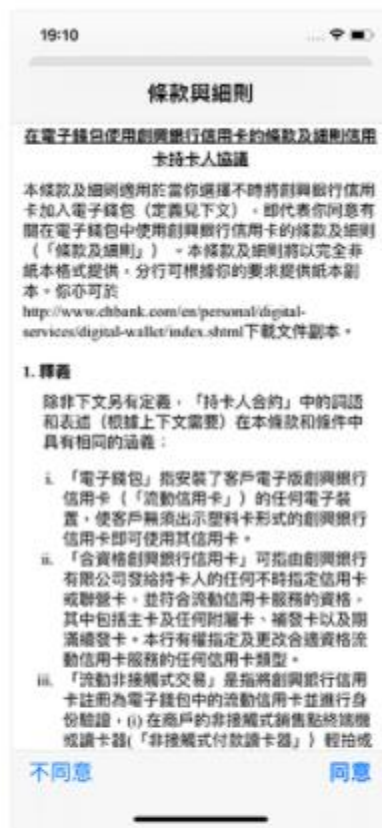 19:10
條款與細則
在電子錢包使用創興銀行信用卡的條款及細則信用
卡持卡人協議
本條款及細則適用於當你選擇不時將創興銀行信用
卡加入電子錢包（定義見下文），即代表你同意有
關在電子錢包中使用創興銀行信用卡的條款及細則
（「條款及細則」）。本條款及細則將以完全非
紙本格式提供，分行可根據你的要求提供紙本副
本。你亦可於
http://www.chbank.com/en/personal/digital-
services/digital-wallet/index.shtml下載文件副本。
1. 釋義
除非下文另有定義，「持卡人合約」中的詞語
和表述（根據上下文需要）在本條款和條件中
具有相同的涵義：
i. 「電子錢包」指安裝了客戶電子版創興銀行
信用卡（「流動信用卡」）的任何電子裝
置，使客戶無須出示塑料卡形式的創興銀行
信用卡即可使用其信用卡。
ii. 「合資格創興銀行信用卡」可指由創興銀行
有限公司發給持卡人的任何不時指定信用卡
或聯營卡，並符合流動信用卡服務的資格，
其中包括主卡及任何附屬卡、補發卡以及期
滿續發卡。本行有權指定及更改合適資格流
動信用卡服務的任何信用卡類型。
iii. 「流動非接觸式交易」是指將創興銀行信用
卡註冊為電子錢包中的流動信用卡並進行身
份驗證，(i) 在商戶的非接觸式銷售點終端機
或讀卡器(「非接觸式付款讀卡器」) 輕拍或
不同意
同意